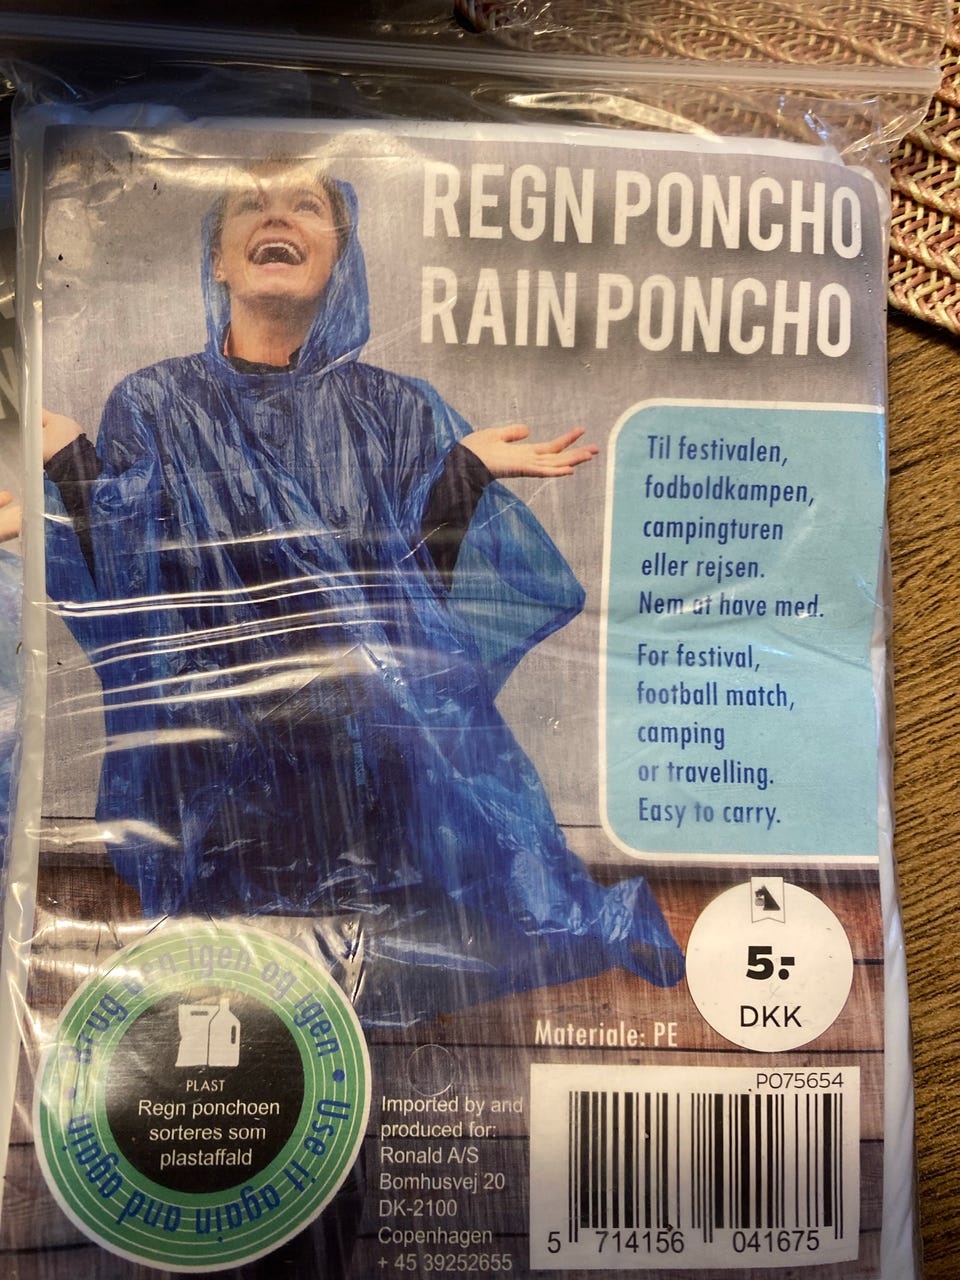 REGN PONCHO
RAIN PONCHO
Til festivalen,
fodboldkampen,
campingturen
eller rejsen.
Nem at have med.
For festival,
football match,
camping
or travelling.
Easy to carry.
5:-
DKK
Materiale: PE
Brug den igen og igen • Use it again and again •
PLAST
Regn ponchoen
sorteres som
plastaffald
Imported by and
produced for:
Ronald A/S
Bomhusvej 20
DK-2100
Copenhagen
+ 45 39252655
PO75654
5 714156 041675